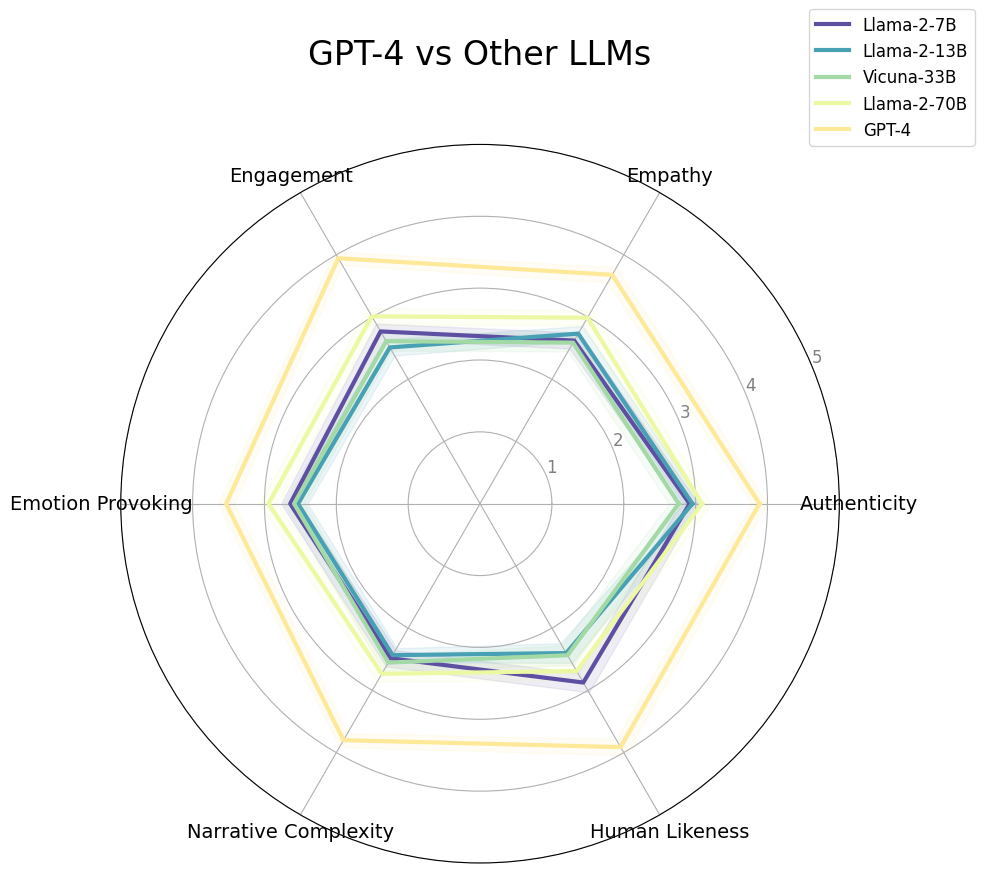 GPT-4 vs Other LLMs
Llama-2-7B
Llama-2-13B
Vicuna-33B
Llama-2-70B
GPT-4
Engagement
Empathy
5
4
3
2
1
Emotion Provoking
Authenticity
Narrative Complexity
Human Likeness